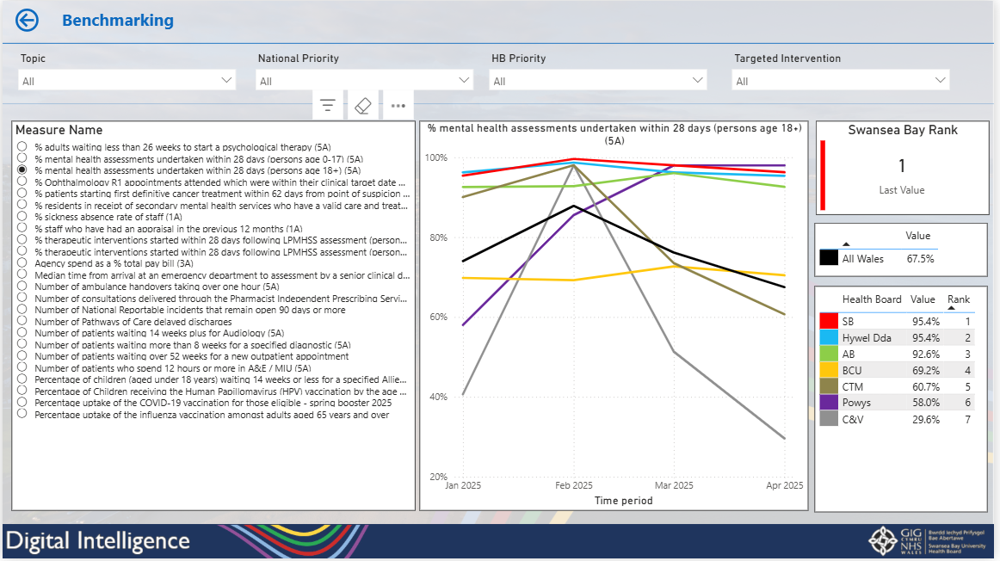 Benchmarking
Topic
National Priority
HB Priority
Targeted Intervention
All
All
All
All
Measure Name
% adults waiting less than 26 weeks to start a psychological therapy (5A)
% mental health assessments undertaken within 28 days (persons age 0-17) (5A)
% mental health assessments undertaken within 28 days (persons age 18+) (5A)
% Ophthalmology R1 appointments attended which were within their clinical target date ...
% patients starting first definitive cancer treatment within 62 days from point of suspicion ...
% residents in receipt of secondary mental health services who have a valid care and treat...
% sickness absence rate of staff (1A)
% staff who have had an appraisal in the previous 12 months (1A)
% therapeutic interventions started within 28 days following LPMHSS assessment (person...
% therapeutic interventions started within 28 days following LPMHSS assessment (person...
Agency spend as a % total pay bill (3A)
Median time from arrival at an emergency department to assessment by a senior clinical d...
Number of ambulance handovers taking over one hour (5A)
Number of consultations delivered through the Pharmacist Independent Prescribing Servi...
Number of National Reportable incidents that remain open 90 days or more
Number of Pathways of Care delayed discharges
Number of patients waiting 14 weeks plus for Audiology (5A)
Number of patients waiting more than 8 weeks for a specified diagnostic (5A)
Number of patients waiting over 52 weeks for a new outpatient appointment
Number of patients who spend 12 hours or more in A&E / MIU (5A)
Percentage of children (aged under 18 years) waiting 14 weeks or less for a specified Allie...
Percentage of Children receiving the Human Papillomavirus (HPV) vaccination by the age ...
Percentage uptake of the COVID-19 vaccination for those eligible - spring booster 2025
Percentage uptake of the influenza vaccination amongst adults aged 65 years and over
% mental health assessments undertaken within 28 days (persons age 18+)
(5A)
100%
80%
60%
40%
20%
Jan 2025
Feb 2025
Mar 2025
Apr 2025
Time period
Swansea Bay Rank
1
Last Value
Value
All Wales 67.5%
Health Board Value Rank
SB 95.4% 1
Hywel Dda 95.4% 2
AB 92.6% 3
BCU 69.2% 4
CTM 60.7% 5
Powys 58.0% 6
C&V 29.6% 7
Digital Intelligence
GIG
CYMRU
NHS
WALES
Bwrdd Iechyd Prifysgol
Bae Abertawe
Swansea Bay University
Health Board